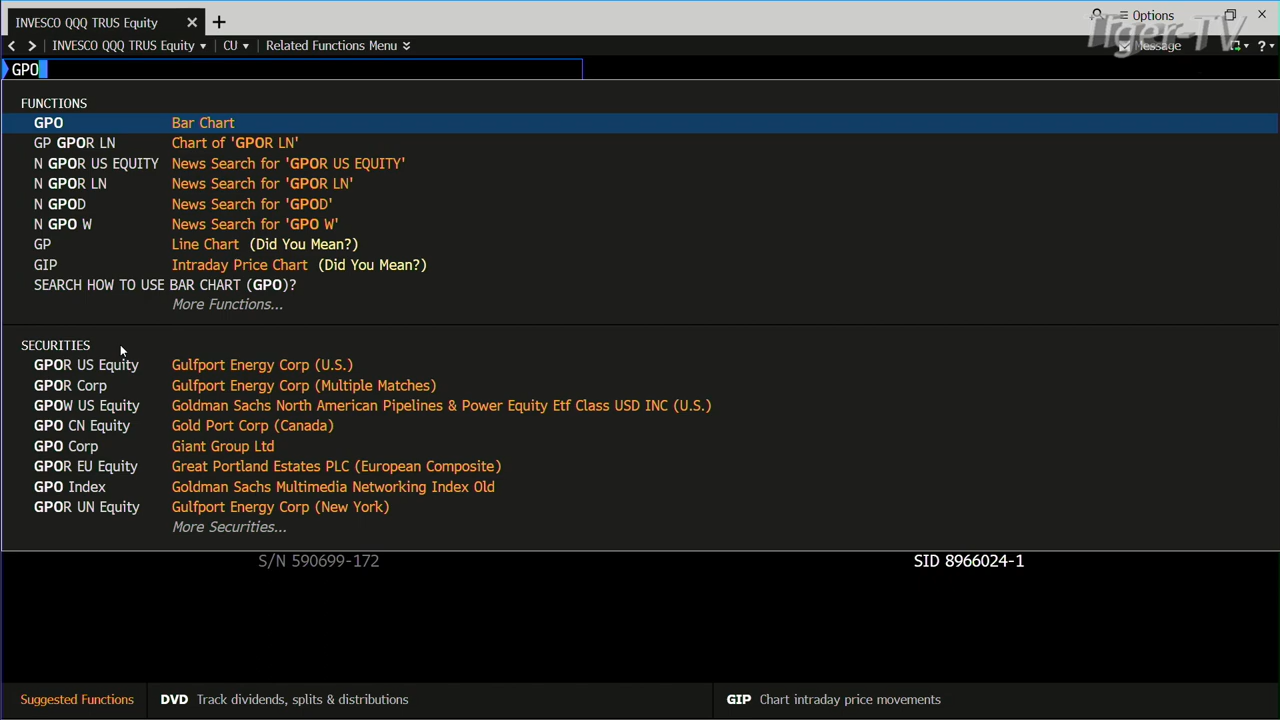 INVESCO QQQ TRUS Equity
Options
INVESCO QQQ TRUS Equity
CU
Related Functions Menu
Message
?
Tiger-TV
GPO
FUNCTIONS
GPO Bar Chart
GP GPOR LN Chart of 'GPOR LN'
N GPOR US EQUITY News Search for 'GPOR US EQUITY'
N GPOR LN News Search for 'GPOR LN'
N GPOD News Search for 'GPOD'
N GPO W News Search for 'GPO W'
GP Line Chart (Did You Mean?)
GIP Intraday Price Chart (Did You Mean?)
SEARCH HOW TO USE BAR CHART (GPO)?
More Functions...
SECURITIES
GPOR US Equity Gulfport Energy Corp (U.S.)
GPOR Corp Gulfport Energy Corp (Multiple Matches)
GPOW US Equity Goldman Sachs North American Pipelines & Power Equity Etf Class USD INC (U.S.)
GPO CN Equity Gold Port Corp (Canada)
GPO Corp Giant Group Ltd
GPOR EU Equity Great Portland Estates PLC (European Composite)
GPO Index Goldman Sachs Multimedia Networking Index Old
GPOR UN Equity Gulfport Energy Corp (New York)
More Securities...
S/N 590699-172 SID 8966024-1
Suggested Functions DVD Track dividends, splits & distributions GIP Chart intraday price movements